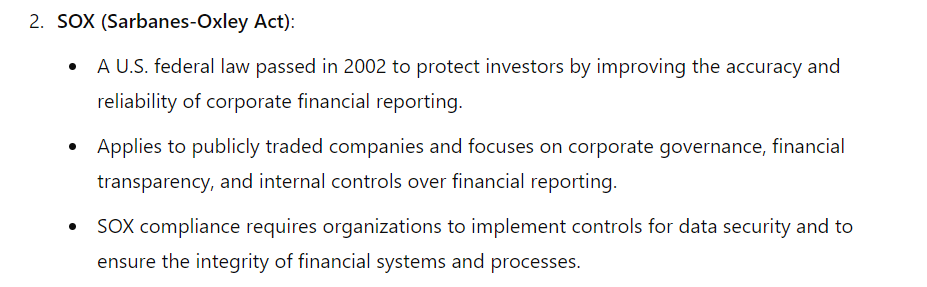 2. SOX (Sarbanes-Oxley Act):
• A U.S. federal law passed in 2002 to protect investors by improving the accuracy and
reliability of corporate financial reporting.
• Applies to publicly traded companies and focuses on corporate governance, financial
transparency, and internal controls over financial reporting.
• SOX compliance requires organizations to implement controls for data security and to
ensure the integrity of financial systems and processes.